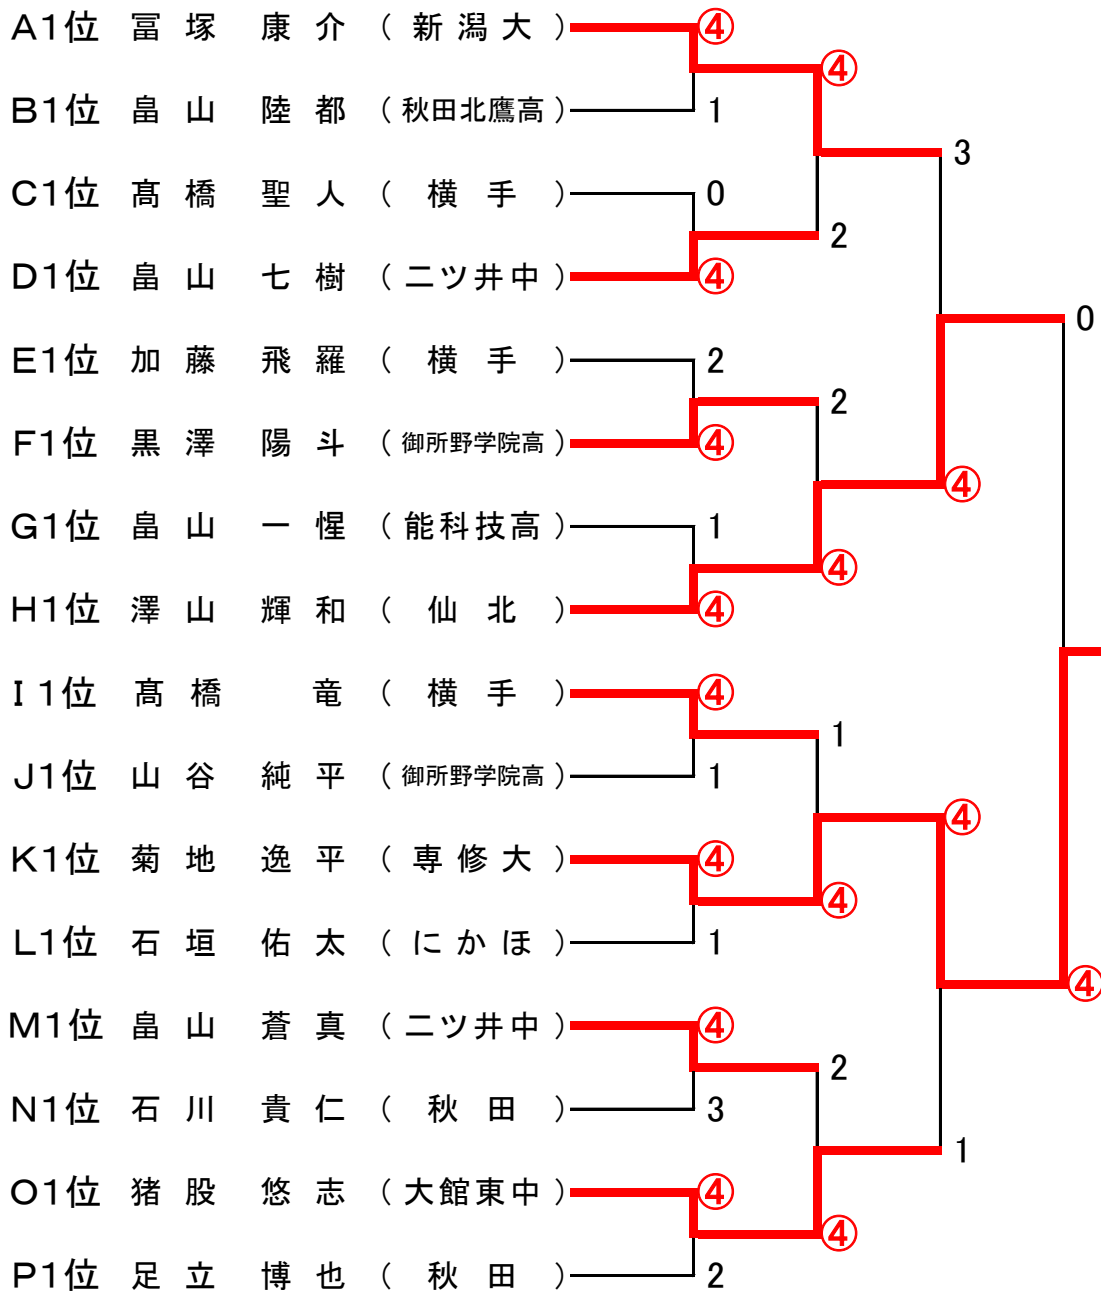 A1位 冨塚 康介 (新潟大) ④
④
B1位 畠山 陸都 (秋田北鷹高) 1
3
C1位 髙橋 聖人 (横手) 0
2
D1位 畠山 七樹 (二ツ井中) ④
0
E1位 加藤 飛羅 (横手) 2
2
F1位 黒澤 陽斗 (御所野学院高) ④
④
G1位 畠山 一惺 (能科技高) 1
④
H1位 澤山 輝和 (仙北) ④
I1位 髙橋 竜 (横手) ④
1
J1位 山谷 純平 (御所野学院高) 1
④
K1位 菊地 逸平 (専修大) ④
④
L1位 石垣 佑太 (にかほ) 1
④
M1位 畠山 蒼真 (二ツ井中) ④
2
N1位 石川 貴仁 (秋田) 3
1
O1位 猪股 悠志 (大館東中) ④
④
P1位 足立 博也 (秋田) 2